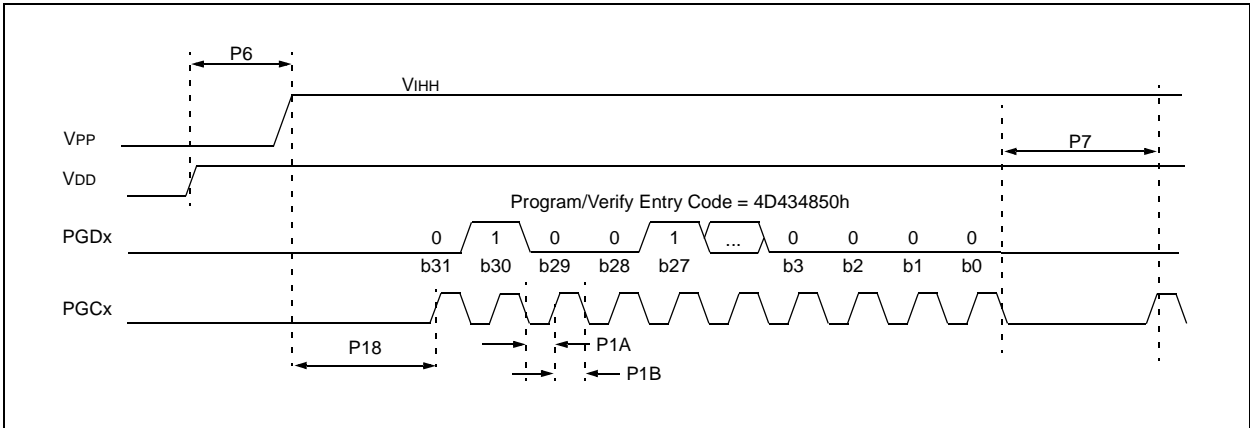 P6
VIHH
VPP
P7
VDD
Program/Verify Entry Code = 4D434850h
PGDx 0 1 0 0 1 ... 0 0 0 0
b31 b30 b29 b28 b27 b3 b2 b1 b0
PGCx
P18 P1A
P1B